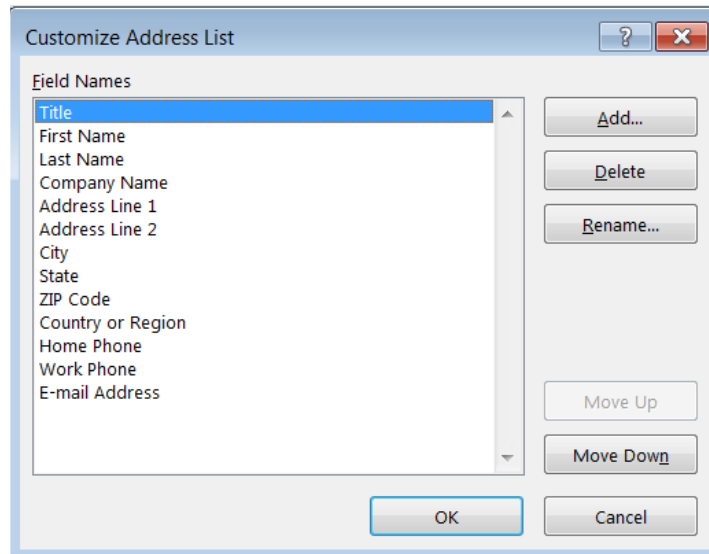 Customize Address List
?
Field Names
Title
First Name
Last Name
Company Name
Address Line 1
Address Line 2
City
State
ZIP Code
Country or Region
Home Phone
Work Phone
E-mail Address
Add...
Delete
Rename...
Move Up
Move Down
OK
Cancel